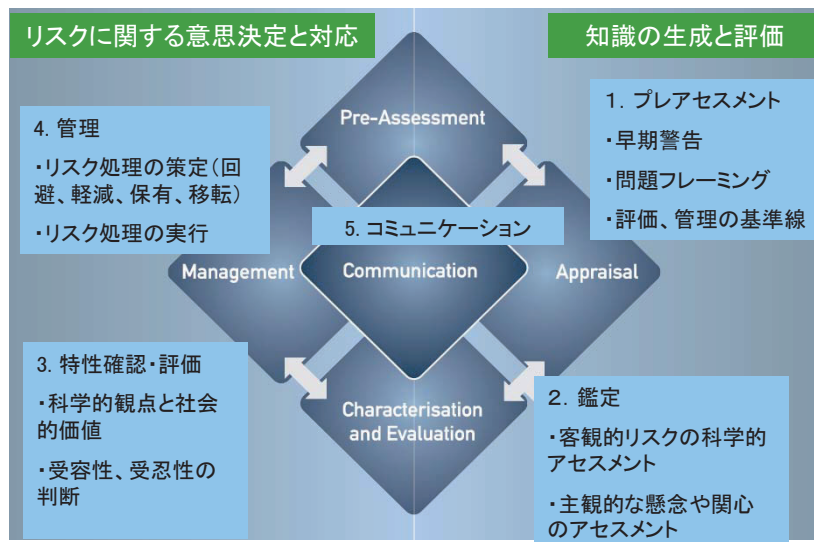 リスクに関する意思決定と対応
知識の生成と評価
Pre-Assessment
1. プレアセスメント
・早期警告
・問題フレーミング
・評価、管理の基準線
4. 管理
・リスク処理の策定(回
避、軽減、保有、移転)
・リスク処理の実行
5. コミュニケーション
Management
Communication
Appraisal
3. 特性確認・評価
・科学的観点と社会
的価値
・受容性、受忍性の
判断
Characterisation
and Evaluation
2. 鑑定
・客観的リスクの科学的
アセスメント
・主観的な懸念や関心
のアセスメント